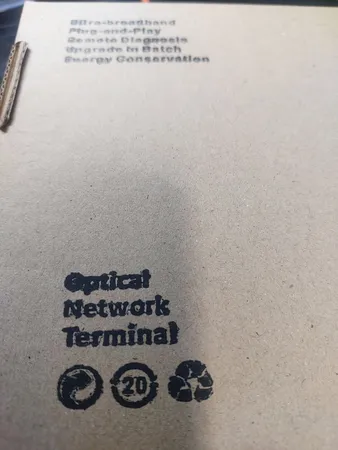 Ultra-broadband
Plug-and-Play
Remote Diagnosis
Upgrade in Batch
Energy Conservation
Optical
Network
Terminal
20